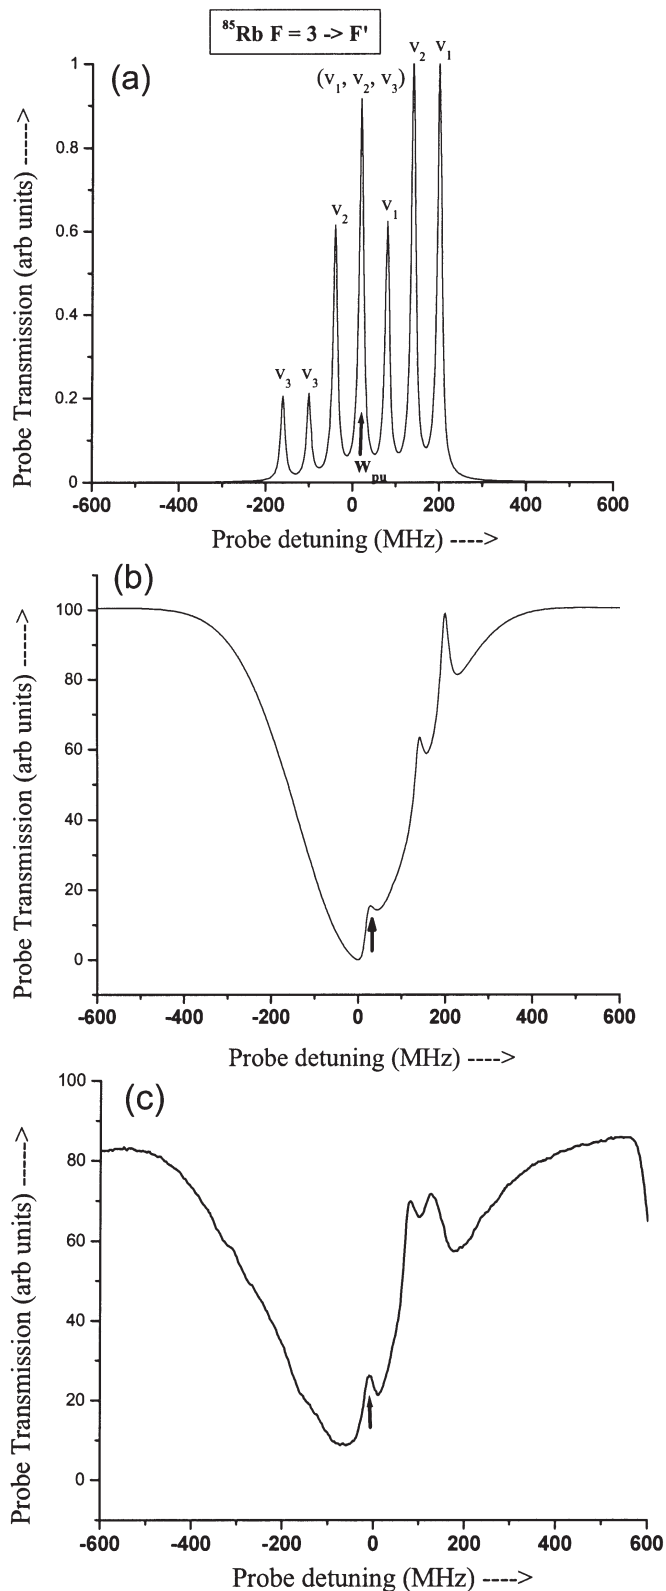 ⁸⁵Rb F = 3 -> F'
(a)
v₂ v₁
(v₁, v₂, v₃)
v₂
v₁
v₃ v₃
W pu
1
0.8
0.6
0.4
0.2
0
Probe Transmission (arb units) ----->
-600 -400 -200 0 200 400 600
Probe detuning (MHz) ---->
(b)
100
80
60
40
20
0
Probe Transmission (arb units) ----->
-600 -400 -200 0 200 400 600
Probe detuning (MHz) ---->
(c)
100
80
60
40
20
0
Probe Transmission (arb units) ----->
-600 -400 -200 0 200 400 600
Probe detuning (MHz) ---->